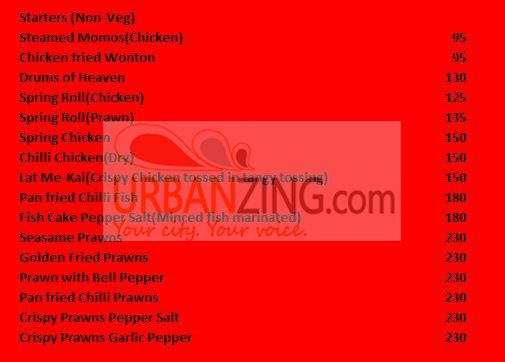 Starters (Non-Veg)
Steamed Momos(Chicken) 95
Chicken fried Wonton 95
Drums of Heaven 130
Spring Roll(Chicken) 125
Spring Roll(Prawn) 135
Spring Chicken 150
Chilli Chicken(Dry) 150
Lat Me-Kai(Crispy Chicken tossed in tangy tossing) 150
Pan fried Chilli Fish 180
URBANZING.com
Fish Cake Pepper Salt(Minced fish marinated) 180
Your city. Your voice.
Seasame Prawns 230
Golden Fried Prawns 230
Prawn with Bell Pepper 230
Pan fried Chilli Prawns 230
Crispy Prawns Pepper Salt 230
Crispy Prawns Garlic Pepper 230